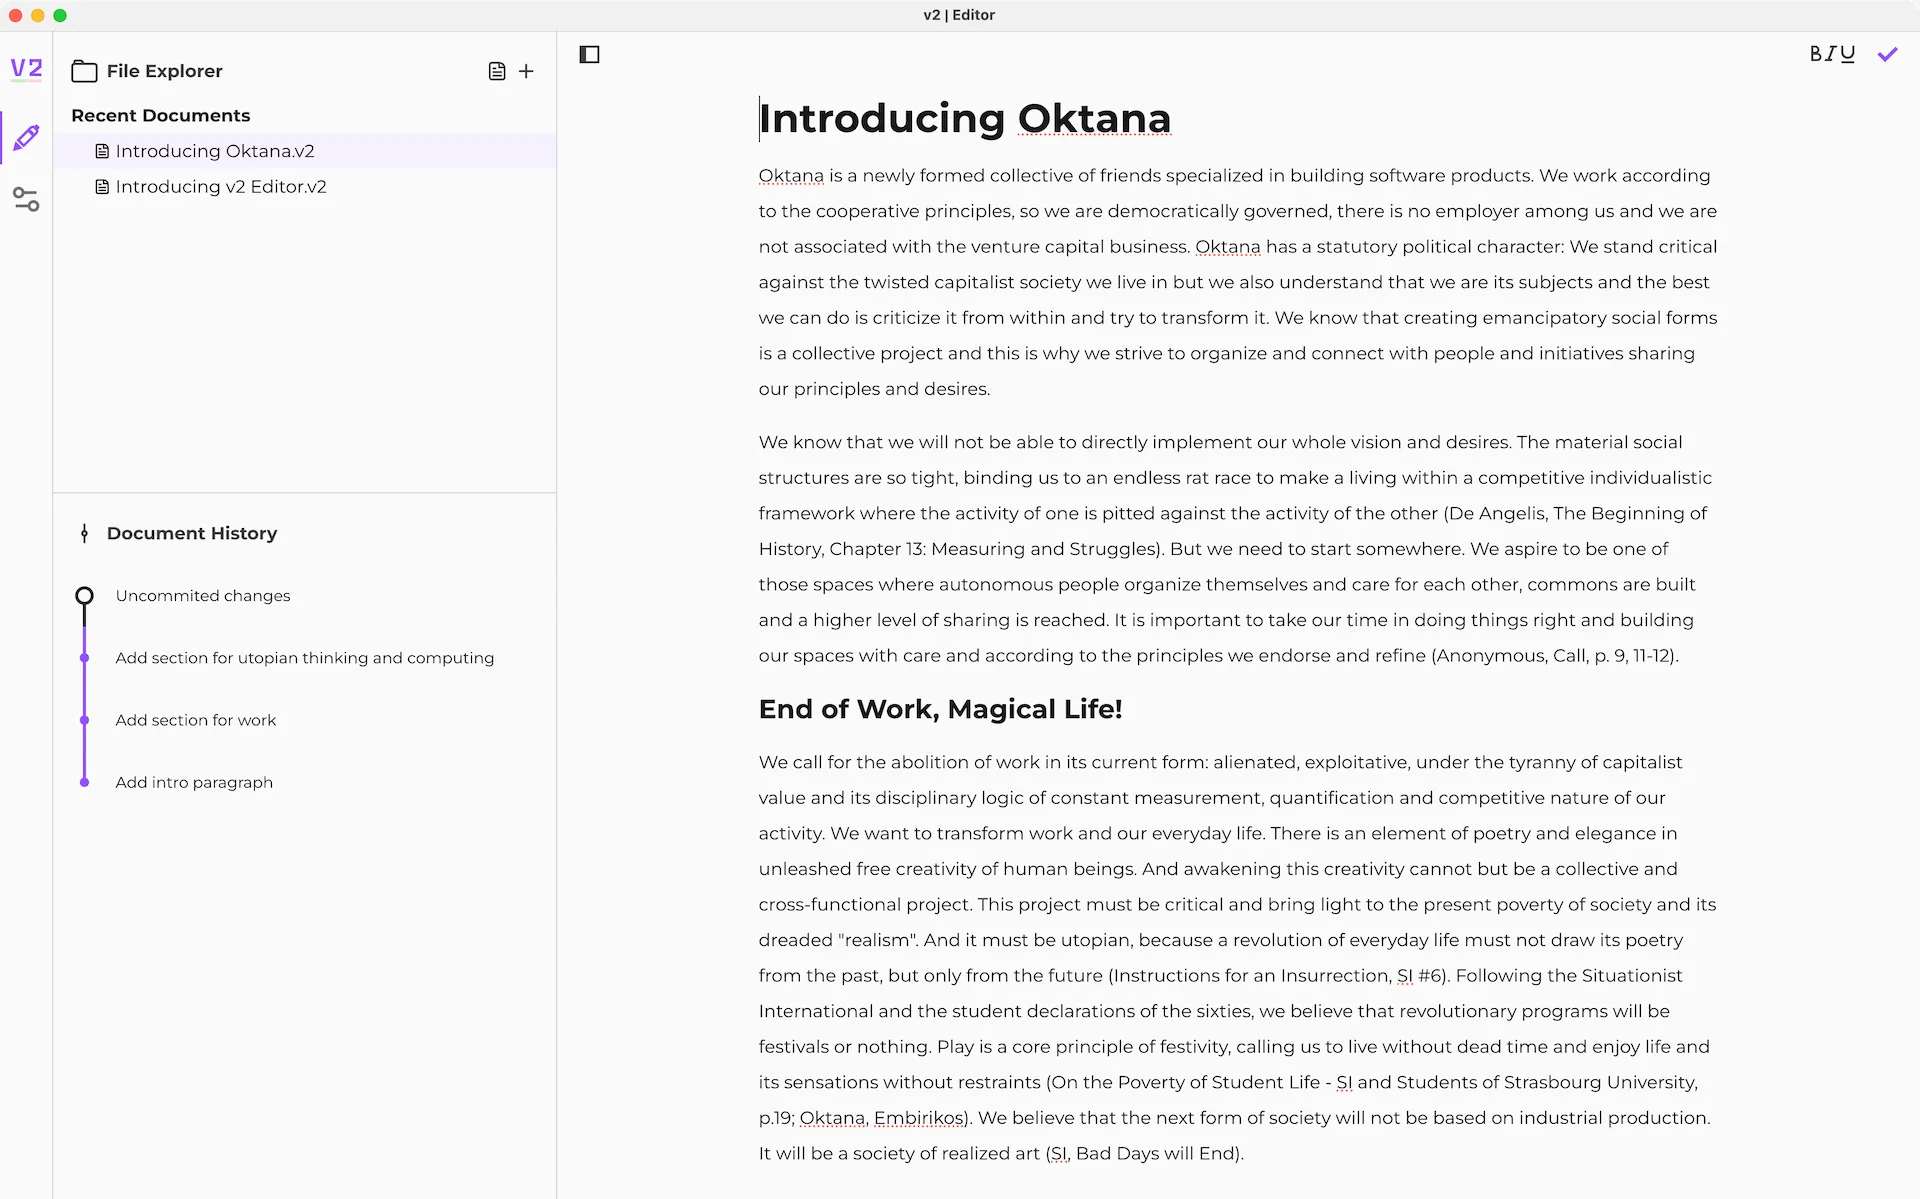 v2 | Editor
V2
File Explorer
Recent Documents
Introducing Oktana.v2
Introducing v2 Editor.v2
Document History
Uncommited changes
Add section for utopian thinking and computing
Add section for work
Add intro paragraph
B I U
Introducing Oktana
Oktana is a newly formed collective of friends specialized in building software products. We work according
to the cooperative principles, so we are democratically governed, there is no employer among us and we are
not associated with the venture capital business. Oktana has a statutory political character: We stand critical
against the twisted capitalist society we live in but we also understand that we are its subjects and the best
we can do is criticize it from within and try to transform it. We know that creating emancipatory social forms
is a collective project and this is why we strive to organize and connect with people and initiatives sharing
our principles and desires.
We know that we will not be able to directly implement our whole vision and desires. The material social
structures are so tight, binding us to an endless rat race to make a living within a competitive individualistic
framework where the activity of one is pitted against the activity of the other (De Angelis, The Beginning of
History, Chapter 13: Measuring and Struggles). But we need to start somewhere. We aspire to be one of
those spaces where autonomous people organize themselves and care for each other, commons are built
and a higher level of sharing is reached. It is important to take our time in doing things right and building
our spaces with care and according to the principles we endorse and refine (Anonymous, Call, p. 9, 11-12).
End of Work, Magical Life!
We call for the abolition of work in its current form: alienated, exploitative, under the tyranny of capitalist
value and its disciplinary logic of constant measurement, quantification and competitive nature of our
activity. We want to transform work and our everyday life. There is an element of poetry and elegance in
unleashed free creativity of human beings. And awakening this creativity cannot but be a collective and
cross-functional project. This project must be critical and bring light to the present poverty of society and its
dreaded "realism". And it must be utopian, because a revolution of everyday life must not draw its poetry
from the past, but only from the future (Instructions for an Insurrection, SI #6). Following the Situationist
International and the student declarations of the sixties, we believe that revolutionary programs will be
festivals or nothing. Play is a core principle of festivity, calling us to live without dead time and enjoy life and
its sensations without restraints (On the Poverty of Student Life - SI and Students of Strasbourg University,
p.19; Oktana, Embirikos). We believe that the next form of society will not be based on industrial production.
It will be a society of realized art (SI, Bad Days will End).